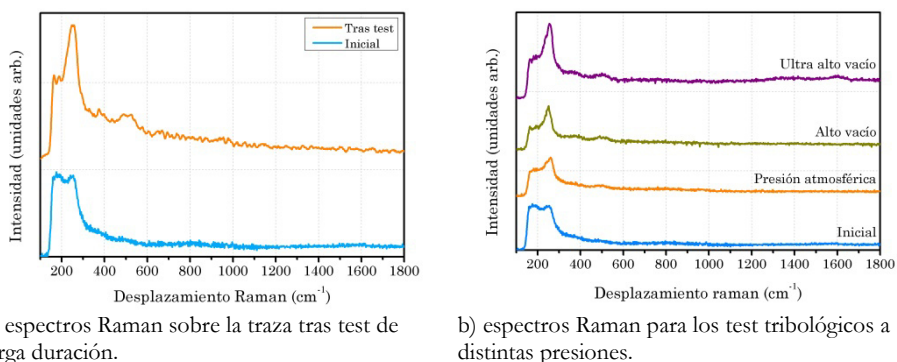 Tras test
Inicial
Intensidad (unidades arb.)
200 400 600 800 1000 1200 1400 1600 1800
Desplazamiento Raman (cm-1)
espectros Raman sobre la traza tras test de
duración.
Ultra alto vacío
Alto vacío
Presión atmosférica
Inicial
Intensidad (unidades arb.)
200 400 600 800 1000 1200 1400 1600 1800
Desplazamiento raman (cm-1)
b) espectros Raman para los test tribológicos a
distintas presiones.